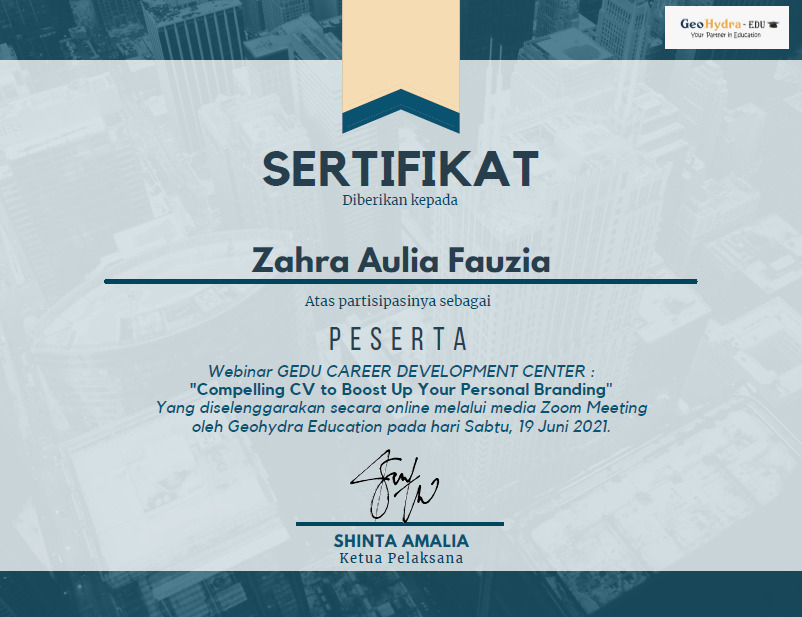 GeoHydra - EDU
Your Partner in Education
SERTIFIKAT
Diberikan kepada
Zahra Aulia Fauzia
Atas partisipasinya sebagai
PESERTA
Webinar GEDU CAREER DEVELOPMENT CENTER :
"Compelling CV to Boost Up Your Personal Branding"
Yang diselenggarakan secara online melalui media Zoom Meeting
oleh Geohydra Education pada hari Sabtu, 19 Juni 2021.
SHINTA AMALIA
Ketua Pelaksana